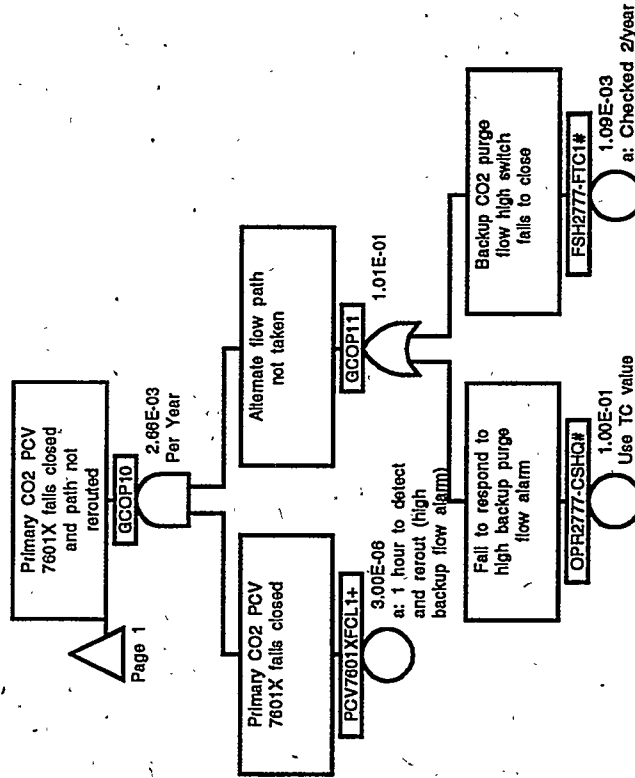 Primary CO2 PCV
7601X fails closed
and path not
rerouted
GCOP10
2.66E-03
Per Year
Page 1
Primary CO2 PCV
7601X fails closed
PCV7601XFCL1+
3.00E-06
a: 1 hour to detect
and rerout (high
backup flow alarm)
Alternate flow path
not taken
GCOP11
1.01E-01
Fail to respond to
high backup purge
flow alarm
OPR2777-CSHQ#
1.00E-01
Use TC value
Backup CO2 purge
flow high switch
fails to close
FSH2777-FTC1#
1.09E-03
a: Checked 2/year